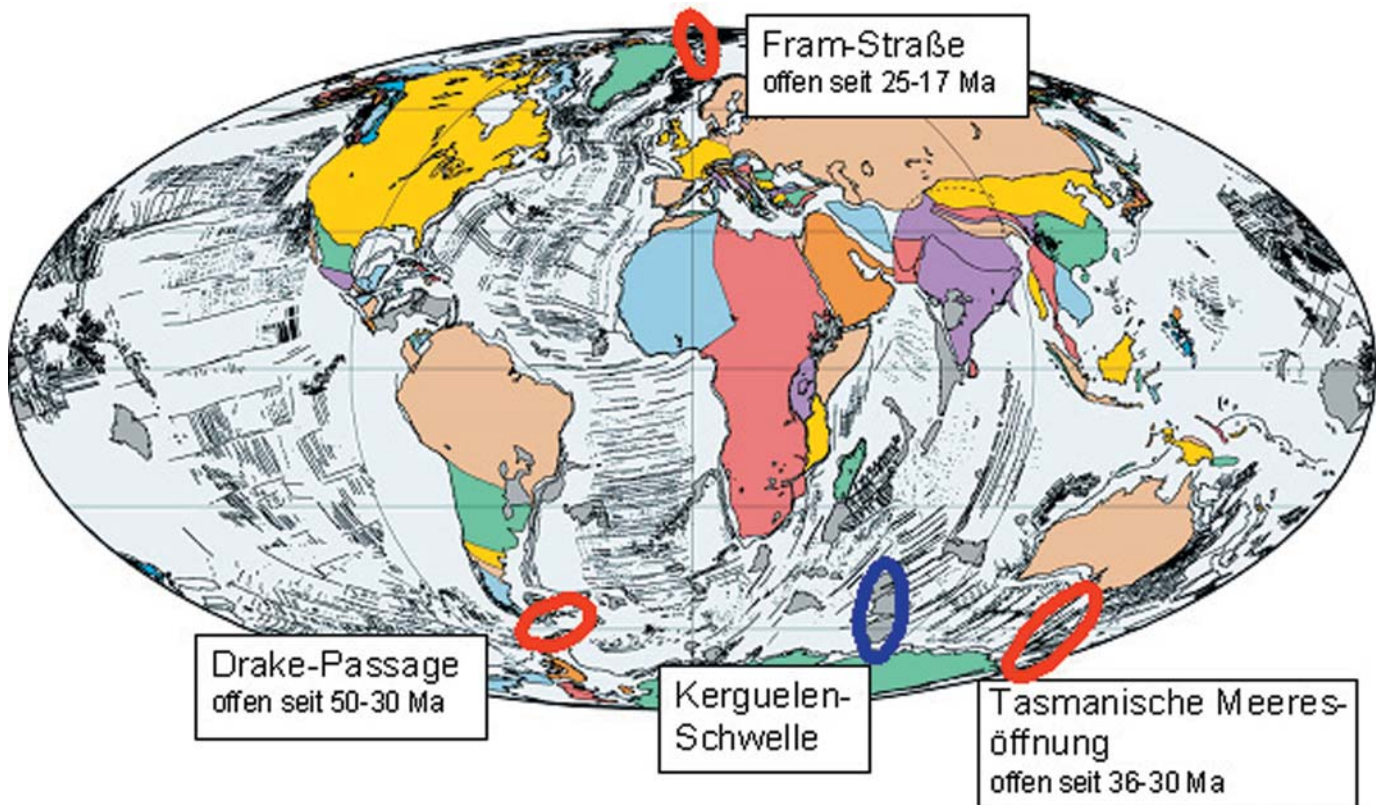 Fram-Straße
offen seit 25-17 Ma
Drake-Passage
offen seit 50-30 Ma
Kerguelen-
Schwelle
Tasmanische Meeres-
öffnung
offen seit 36-30 Ma